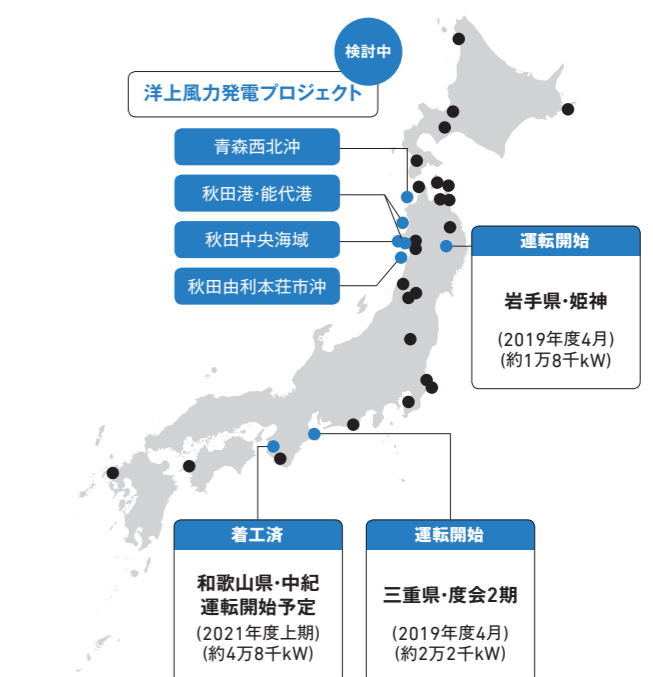 検討中
洋上風力発電プロジェクト
青森西北沖
秋田港・能代港
秋田中央海域
秋田由利本荘市沖
運転開始
岩手県・姫神
(2019年度4月)
(約1万8千kW)
着工済
和歌山県・中紀
運転開始予定
(2021年度上期)
(約4万8千kW)
運転開始
三重県・度会2期
(2019年度4月)
(約2万2千kW)